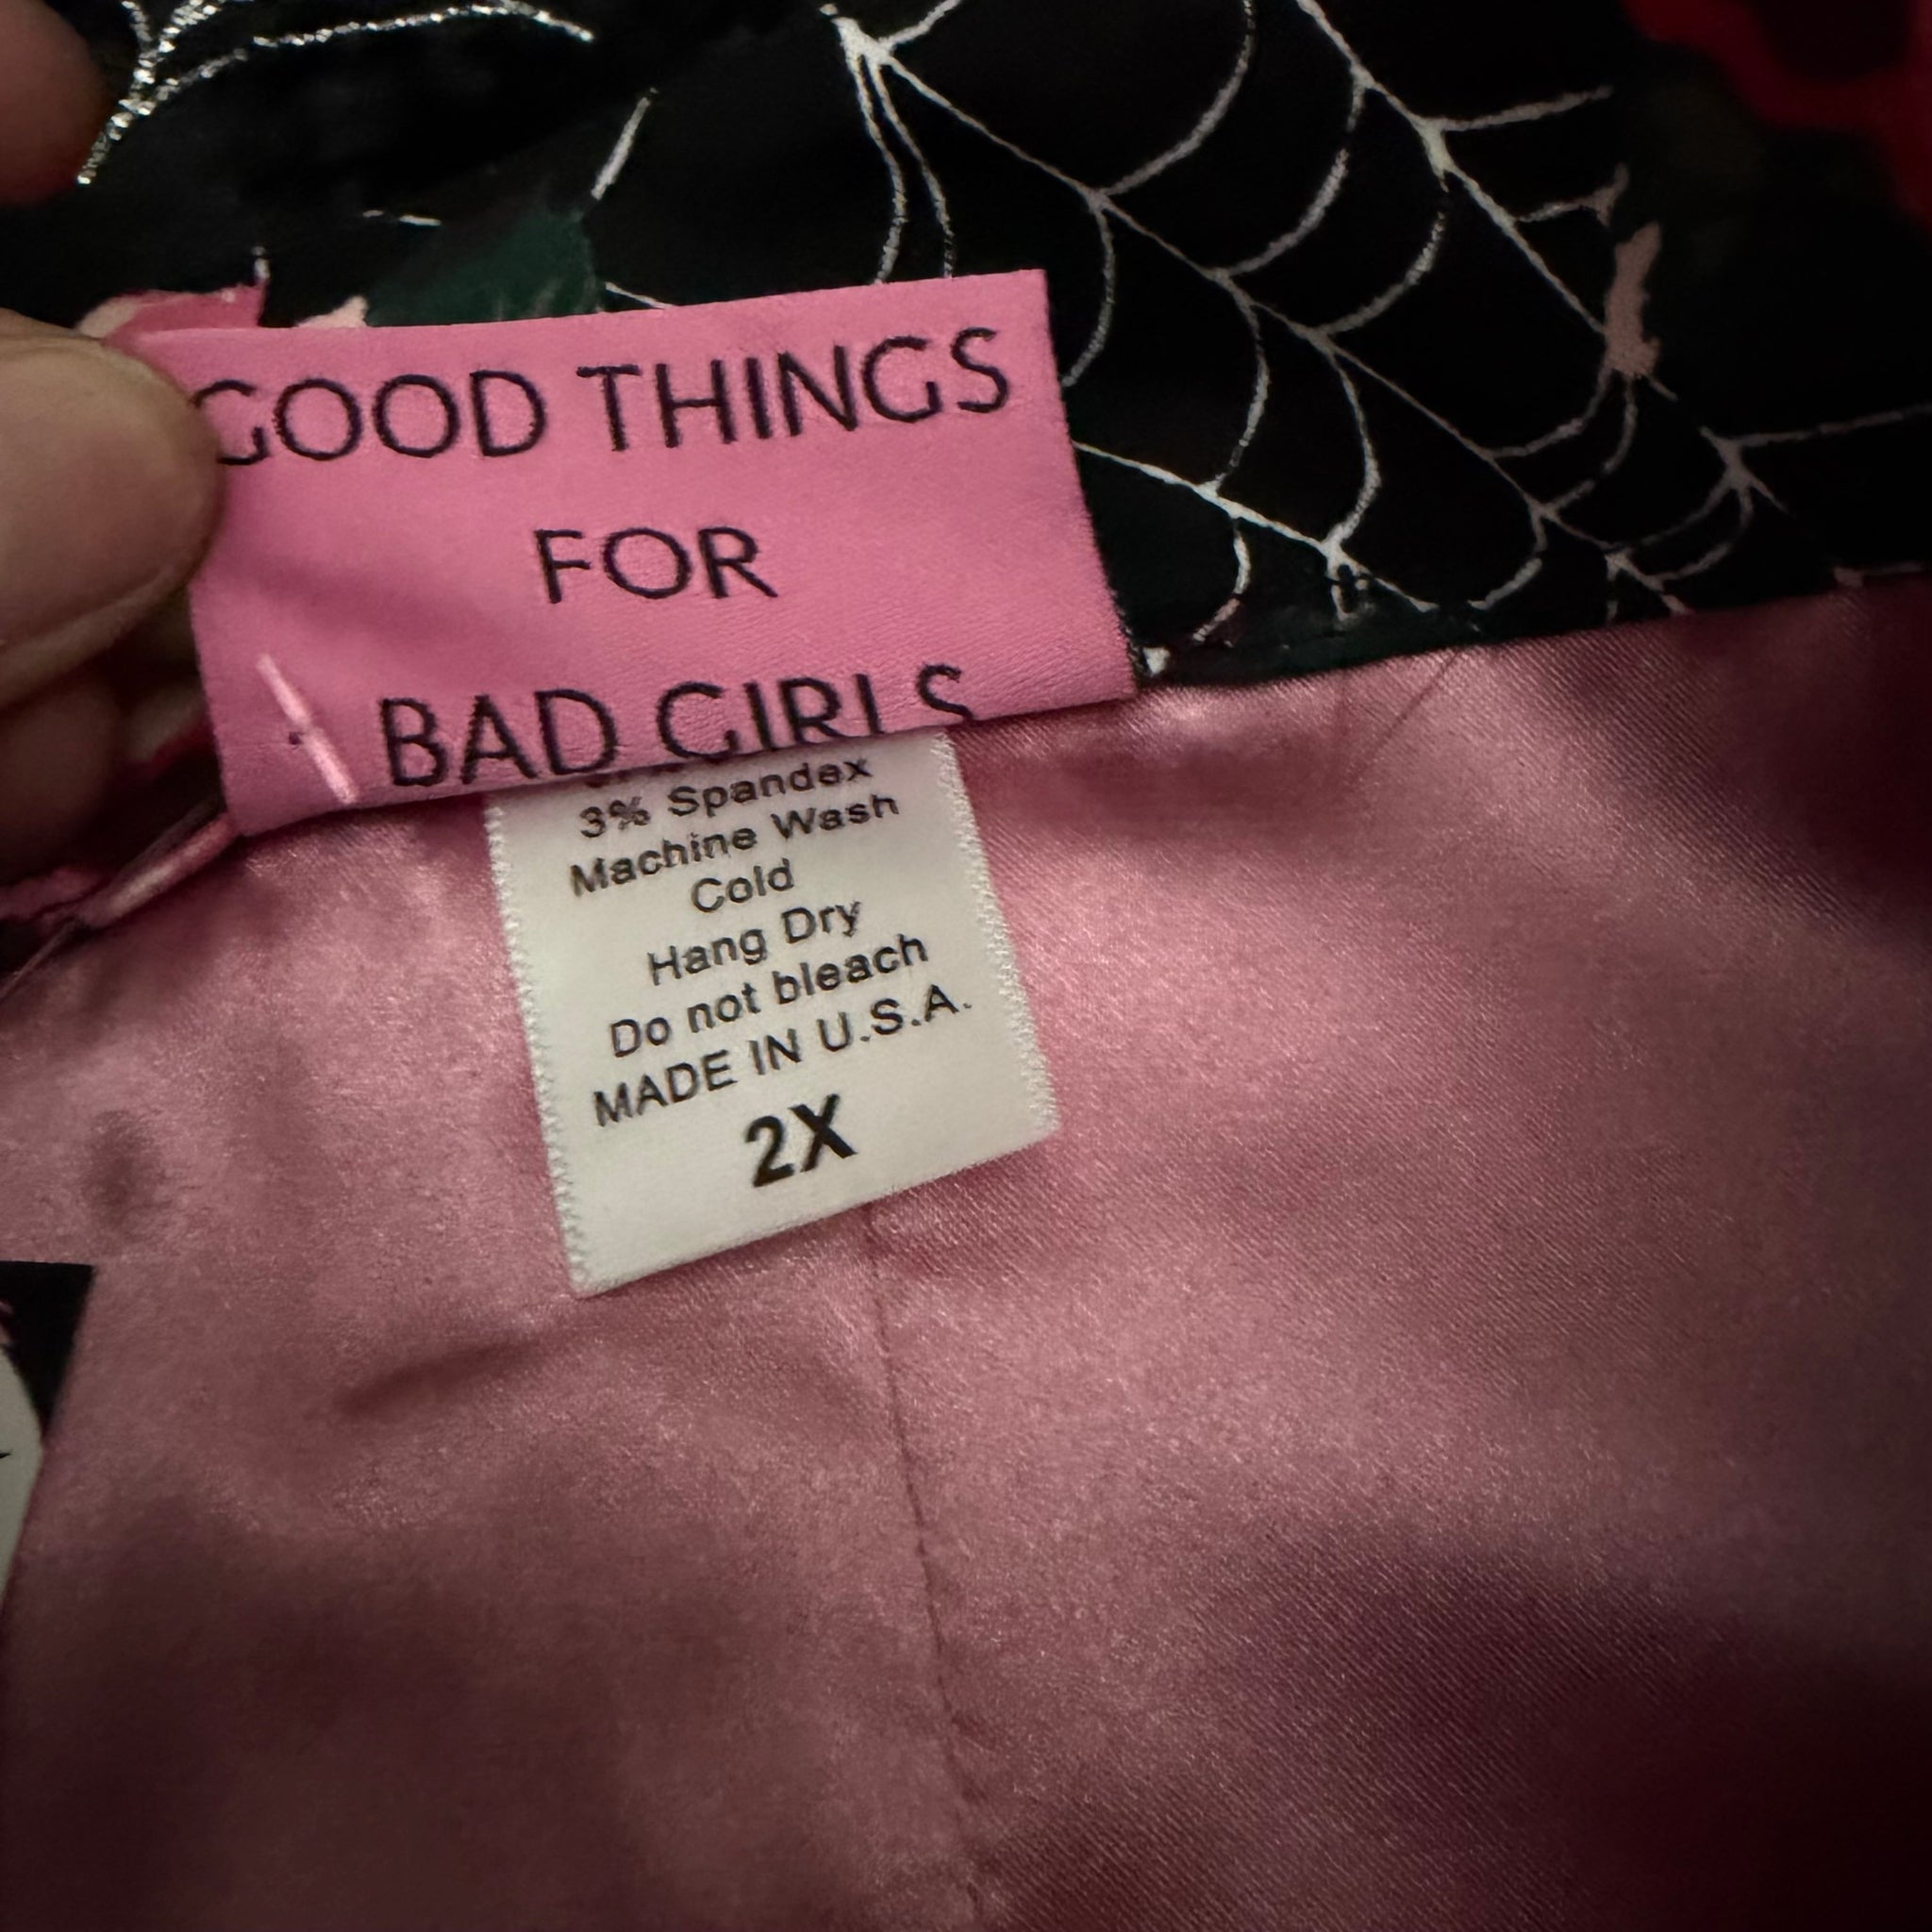 GOOD THINGS
FOR
BAD GIRLS
3% Spandex
Machine Wash
Cold
Hang Dry
Do not bleach
MADE IN U.S.A.
2X